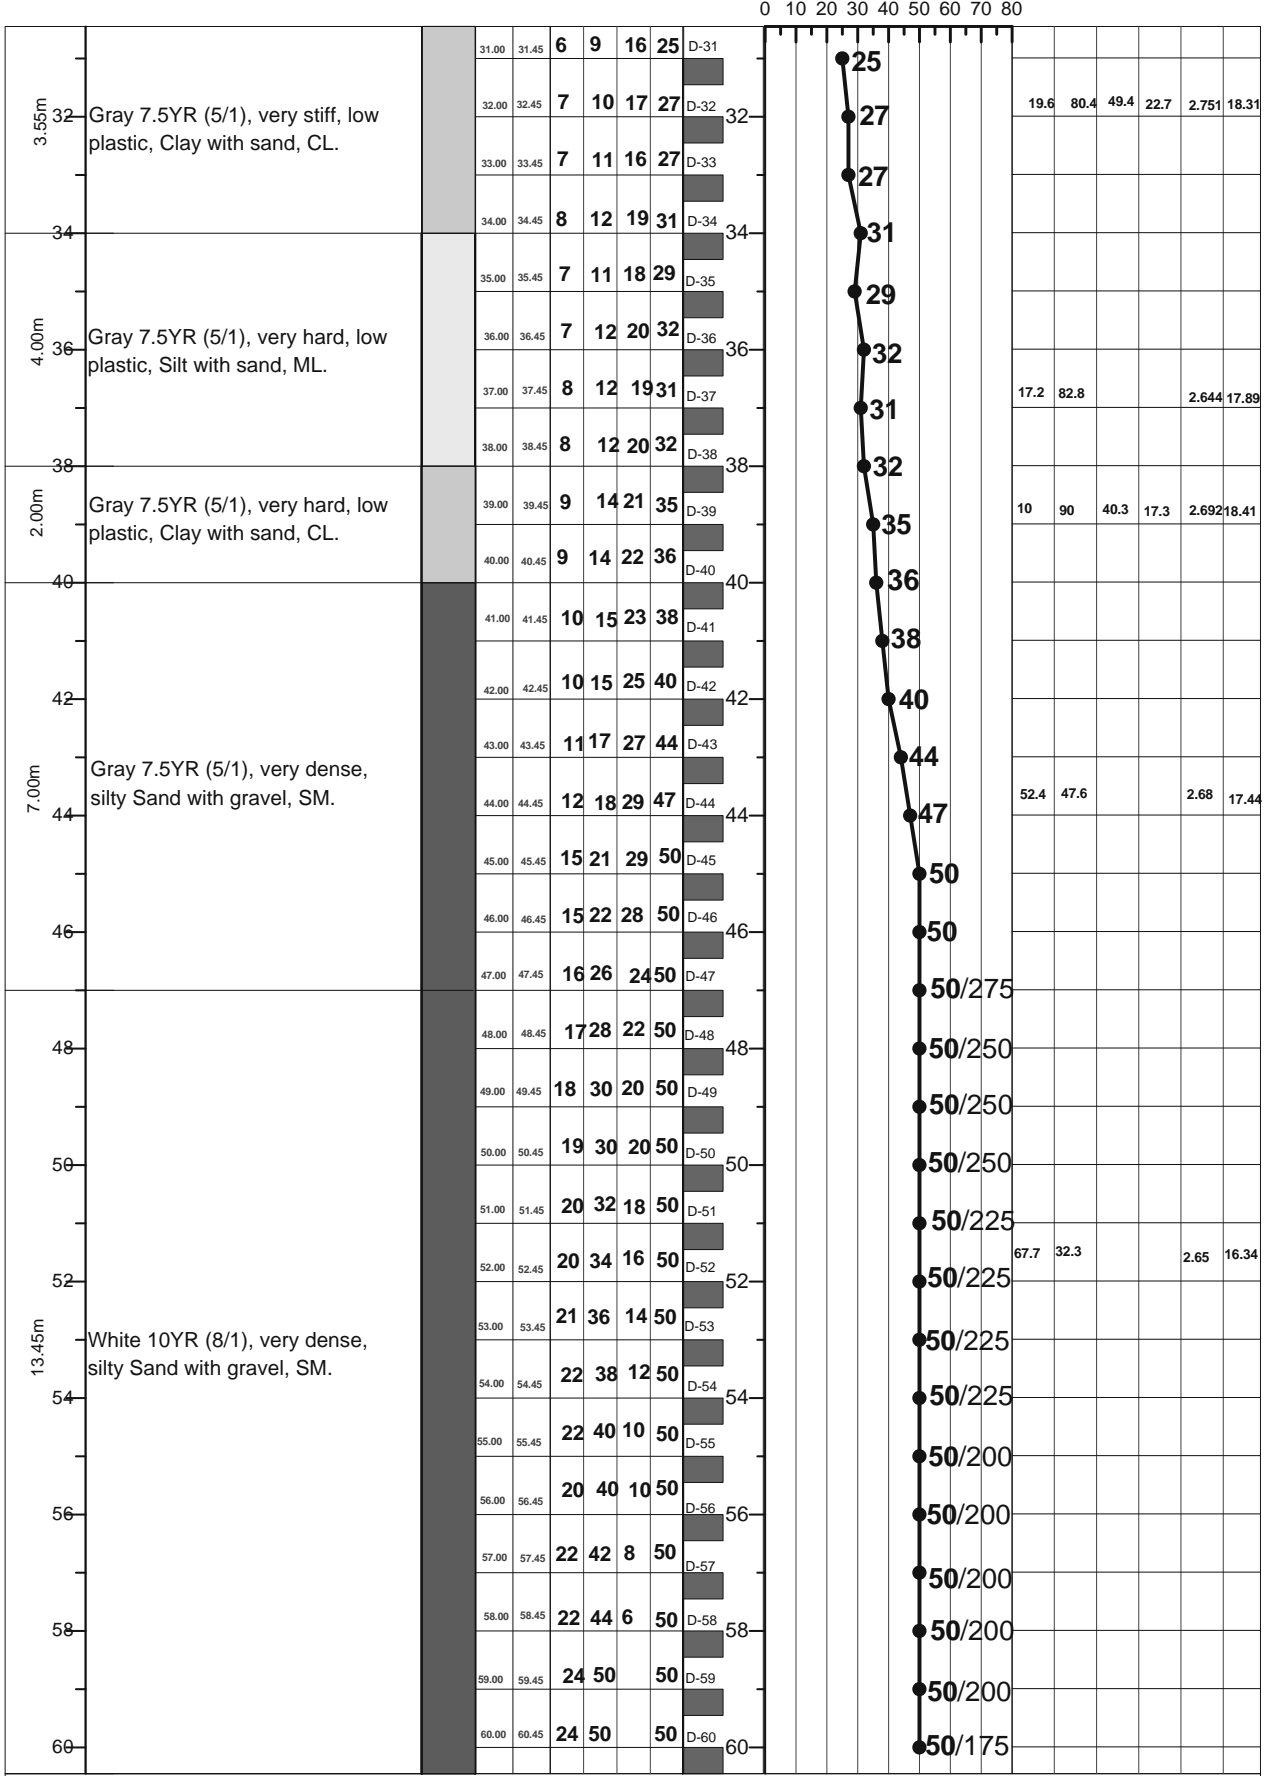 0 10 20 30 40 50 60 70 80
31.00 31.45 6 9 16 25 D-31 25
3.55m 32 Gray 7.5YR (5/1), very stiff, low
plastic, Clay with sand, CL.
32.00 32.45 7 10 17 27 D-32 32 27 19.6 80.4 49.4 22.7 2.751 18.31
33.00 33.45 7 11 16 27 D-33 27
34.00 34.45 8 12 19 31 D-34
34 34 31
35.00 35.45 7 11 18 29 D-35 29
4.00m 36 Gray 7.5YR (5/1), very hard, low
plastic, Silt with sand, ML.
36.00 36.45 7 12 20 32 D-36 36 32
37.00 37.45 8 12 19 31 D-37 31 17.2 82.8 2.644 17.89
38.00 38.45 8 12 20 32 D-38
38 38 32
2.00m Gray 7.5YR (5/1), very hard, low
plastic, Clay with sand, CL.
39.00 39.45 9 14 21 35 D-39 35 10 90 40.3 17.3 2.692 18.41
40.00 40.45 9 14 22 36 D-40
40 40 36
41.00 41.45 10 15 23 38 D-41 38
42.00 42.45 10 15 25 40 D-42
42 42 40
43.00 43.45 11 17 27 44 D-43 44
7.00m Gray 7.5YR (5/1), very dense,
silty Sand with gravel, SM.
44.00 44.45 12 18 29 47 D-44 52.4 47.6 2.68 17.44
44 44 47
45.00 45.45 15 21 29 50 D-45 50
46.00 46.45 15 22 28 50 D-46
46 46 50
47.00 47.45 16 26 24 50 D-47 50/275
48.00 48.45 17 28 22 50 D-48
48 48 50/250
49.00 49.45 18 30 20 50 D-49 50/250
50.00 50.45 19 30 20 50 D-50
50 50 50/250
51.00 51.45 20 32 18 50 D-51 50/225
52.00 52.45 20 34 16 50 D-52 67.7 32.3 2.65 16.34
52 52 50/225
53.00 53.45 21 36 14 50 D-53 50/225
13.45m White 10YR (8/1), very dense,
silty Sand with gravel, SM.
54.00 54.45 22 38 12 50 D-54
54 54 50/225
55.00 55.45 22 40 10 50 D-55 50/200
56.00 56.45 20 40 10 50 D-56
56 56 50/200
57.00 57.45 22 42 8 50 D-57 50/200
58.00 58.45 22 44 6 50 D-58
58 58 50/200
59.00 59.45 24 50 50 D-59 50/200
60.00 60.45 24 50 50 D-60
60 60 50/175